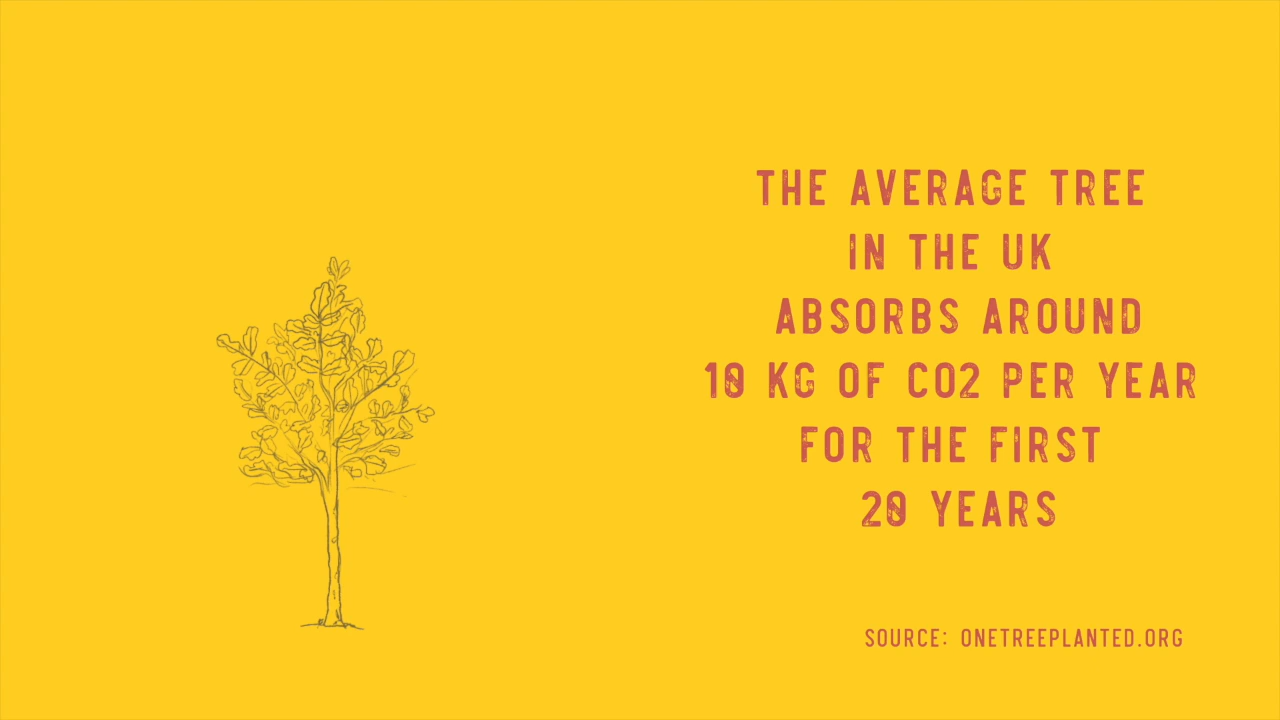 THE AVERAGE TREE
IN THE UK
ABSORBS AROUND
10 KG OF CO2 PER YEAR
FOR THE FIRST
20 YEARS
SOURCE: ONETREEPLANTED.ORG